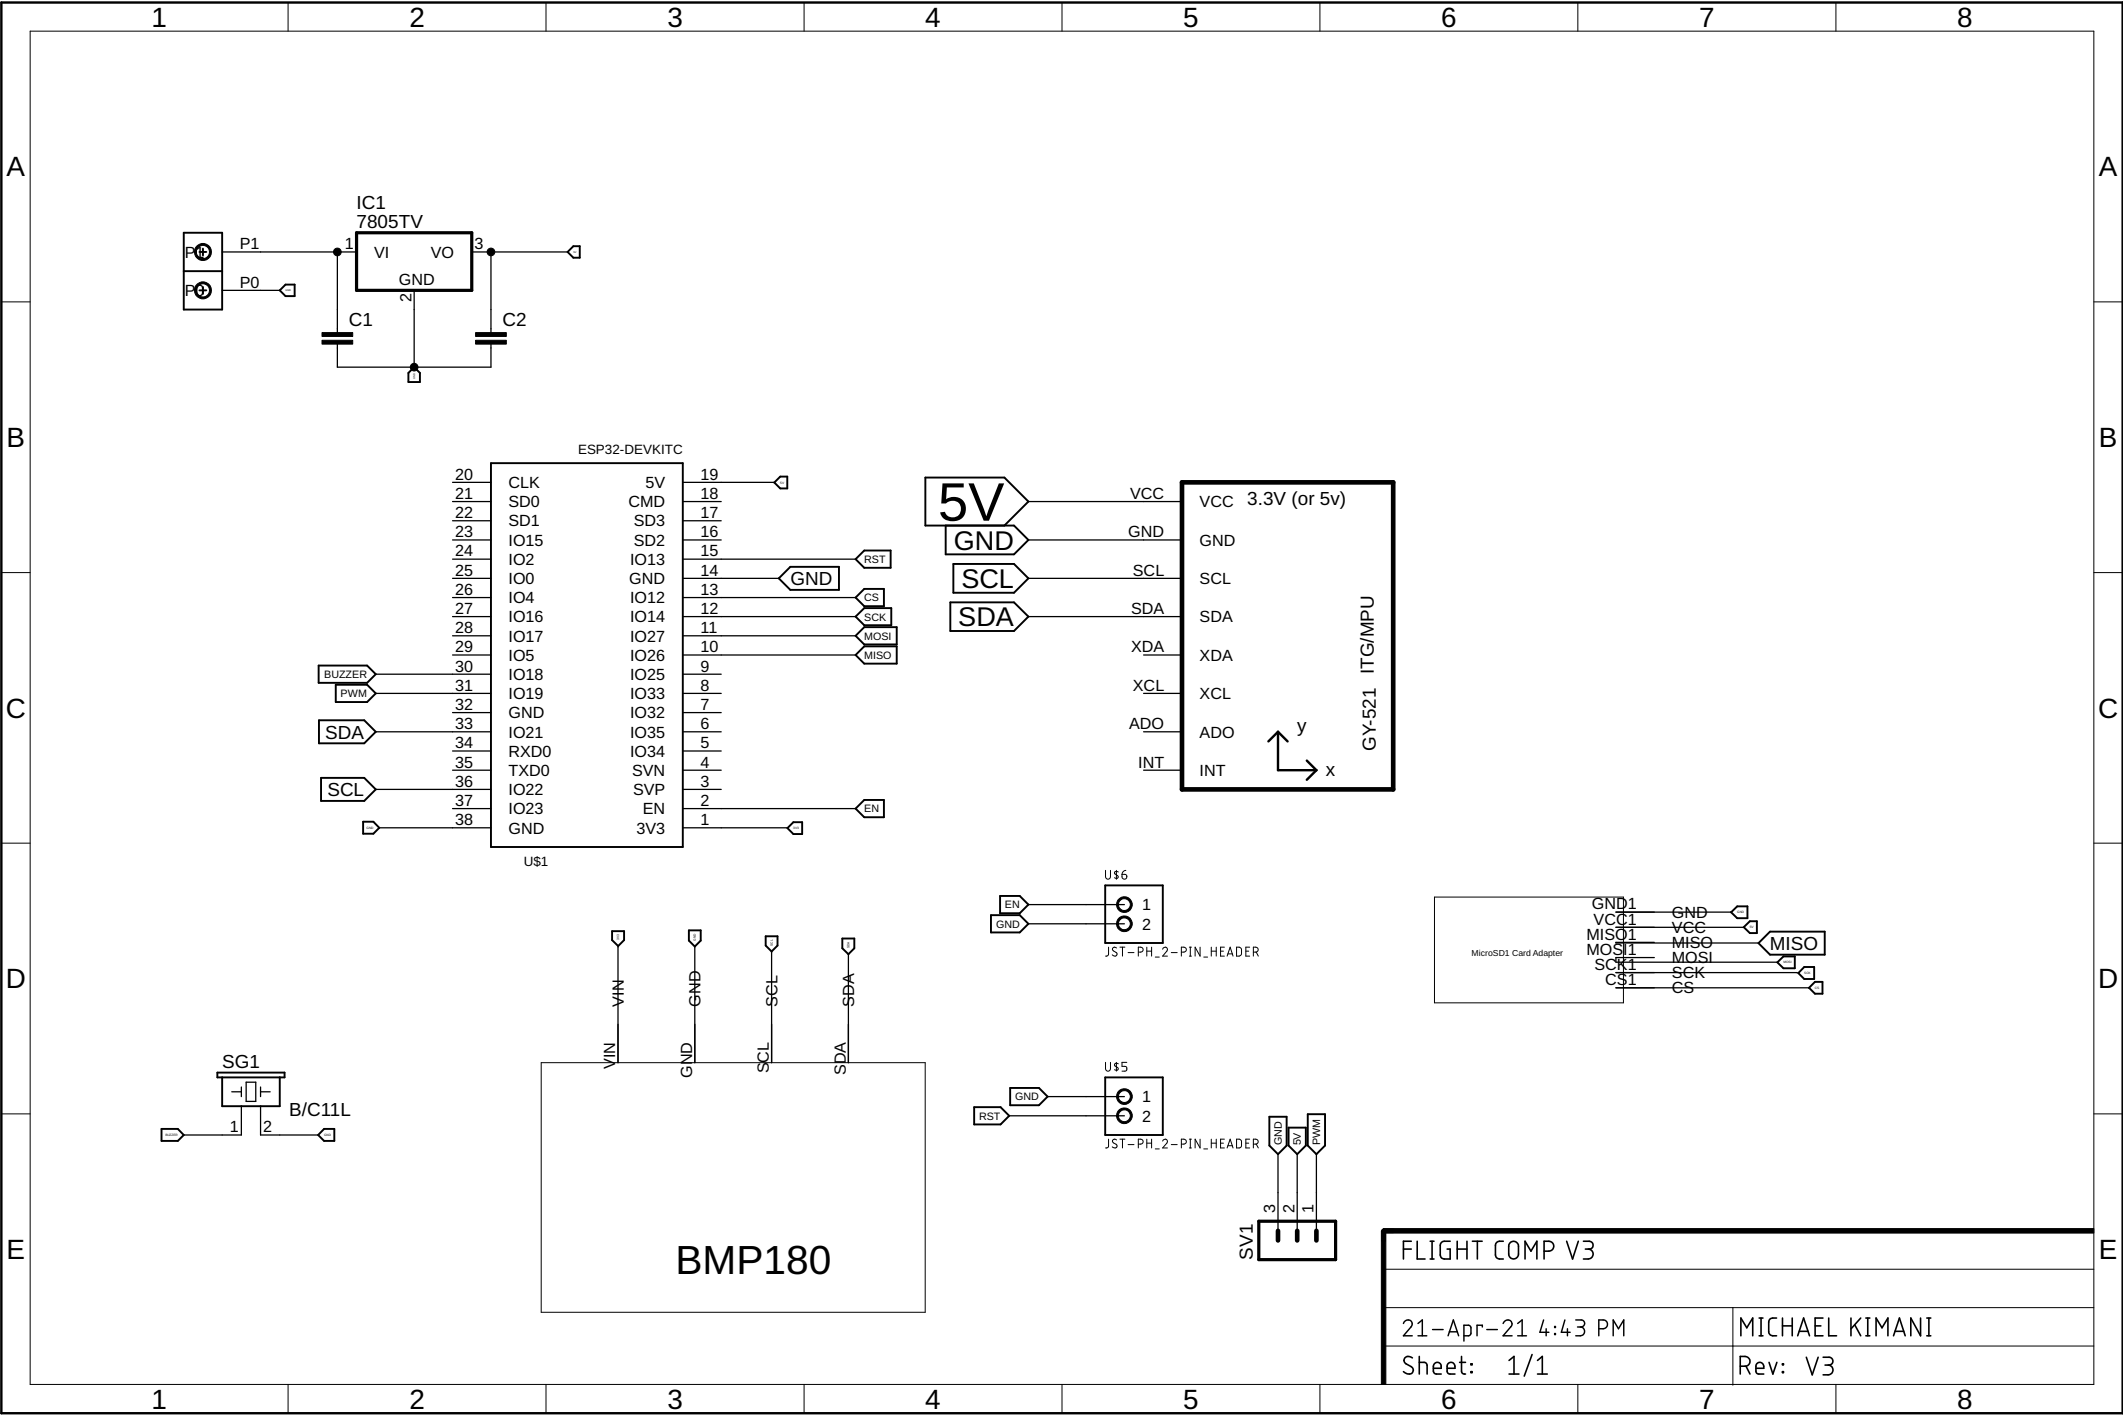 1 2 3 4 5 6 7 8
A A
B B
C C
D D
E E
IC1
7805TV
P1
P0
1 VI VO 3
GND
2
C1
C2
ESP32-DEVKITC
20 CLK 5V 19
21 SD0 CMD 18
22 SD1 SD3 17
23 IO15 SD2 16
24 IO2 IO13 15 RST
25 IO0 GND 14 GND
26 IO4 IO12 13 CS
27 IO16 IO14 12 SCK
28 IO17 IO27 11 MOSI
29 IO5 IO26 10 MISO
BUZZER 30 IO18 IO25 9
PWM 31 IO19 IO33 8
32 GND IO32 7
SDA 33 IO21 IO35 6
34 RXD0 IO34 5
35 TXD0 SVN 4
SCL 36 IO22 SVP 3
37 IO23 EN 2 EN
38 GND 3V3 1
U$1
5V VCC VCC 3.3V (or 5v)
GND GND GND
SCL SCL SCL
SDA SDA SDA
XDA XDA
XCL XCL
ADO ADO
INT INT
y
x
GY-521 ITG/MPU
U$6
EN 1
GND 2
JST-PH_2-PIN_HEADER
MicroSD1 Card Adapter
GND1 GND
VCC1 VCC
MISO1 MISO MISO
MOSI1 MOSI
SCK1 SCK
CS1 CS
VIN GND SCL SDA
VIN GND SCL SDA
BMP180
SG1
B/C11L
1 2
U$5
GND 1
RST 2
JST-PH_2-PIN_HEADER
GND 5V PWM
3 2 1
SV1
FLIGHT COMP V3
21-Apr-21 4:43 PM MICHAEL KIMANI
Sheet: 1/1 Rev: V3
1 2 3 4 5 6 7 8